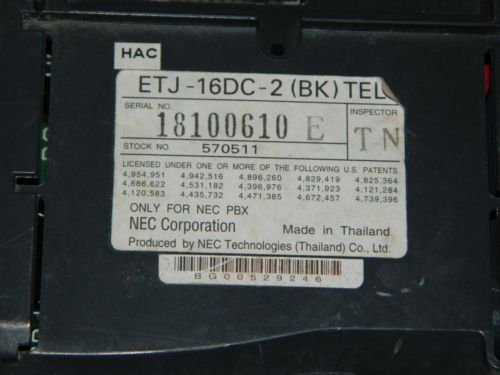 HAC
ETJ-16DC-2 (BK) TEL
SERIAL NO. 18100610 E INSPECTOR
STOCK NO. 570511 TN
LICENSED UNDER ONE OR MORE OF THE FOLLOWING U.S. PATENTS
4,954,951 4,942,516 4,896,260 4,829,419 4,825,364
4,686,622 4,531,182 4,396,976 4,371,923 4,121,284
4,120,583 4,435,732 4,471,385 4,672,457 4,739,396
ONLY FOR NEC PBX
NEC Corporation Made in Thailand
Produced by NEC Technologies (Thailand) Co., Ltd.
BG00529246